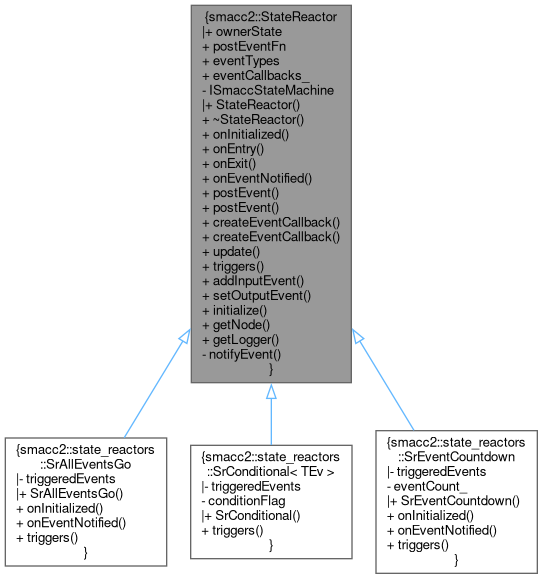 {smacc2::StateReactor
|+ ownerState
+ postEventFn
+ eventTypes
+ eventCallbacks_
- ISmaccStateMachine
|+ StateReactor()
+ ~StateReactor()
+ onInitialized()
+ onEntry()
+ onExit()
+ onEventNotified()
+ postEvent()
+ postEvent()
+ createEventCallback()
+ createEventCallback()
+ update()
+ triggers()
+ addInputEvent()
+ setOutputEvent()
+ initialize()
+ getNode()
+ getLogger()
- notifyEvent()
}
{smacc2::state_reactors
::SrAllEventsGo
|- triggeredEvents
|+ SrAllEventsGo()
+ onInitialized()
+ onEventNotified()
+ triggers()
}
{smacc2::state_reactors
::SrConditional< TEv >
|- triggeredEvents
- conditionFlag
|+ SrConditional()
+ triggers()
}
{smacc2::state_reactors
::SrEventCountdown
|- triggeredEvents
- eventCount_
|+ SrEventCountdown()
+ onInitialized()
+ onEventNotified()
+ triggers()
}